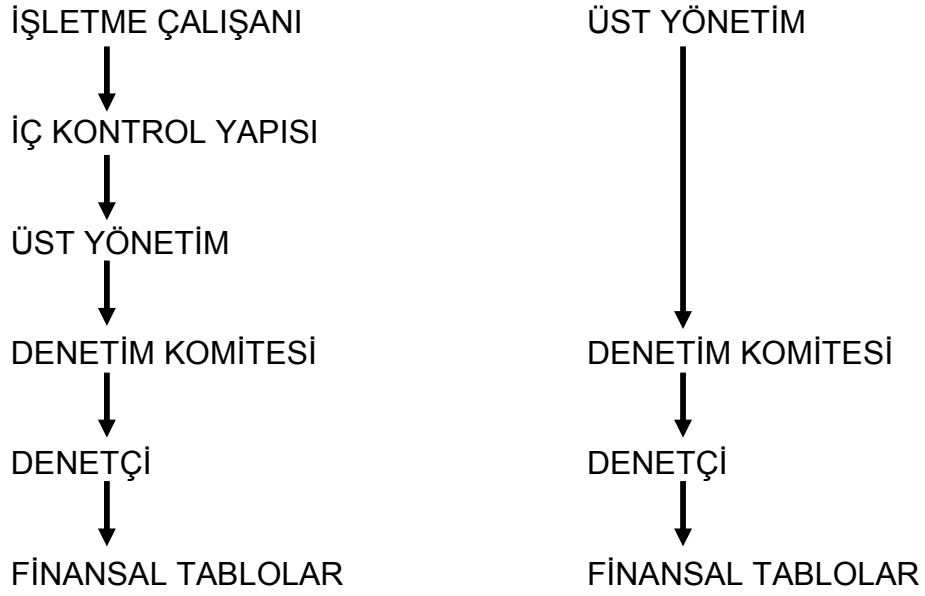 İŞLETME ÇALIŞANI
İÇ KONTROL YAPISI
ÜST YÖNETİM
DENETİM KOMİTESİ
DENETÇİ
FİNANSAL TABLOLAR
ÜST YÖNETİM
DENETİM KOMİTESİ
DENETÇİ
FİNANSAL TABLOLAR